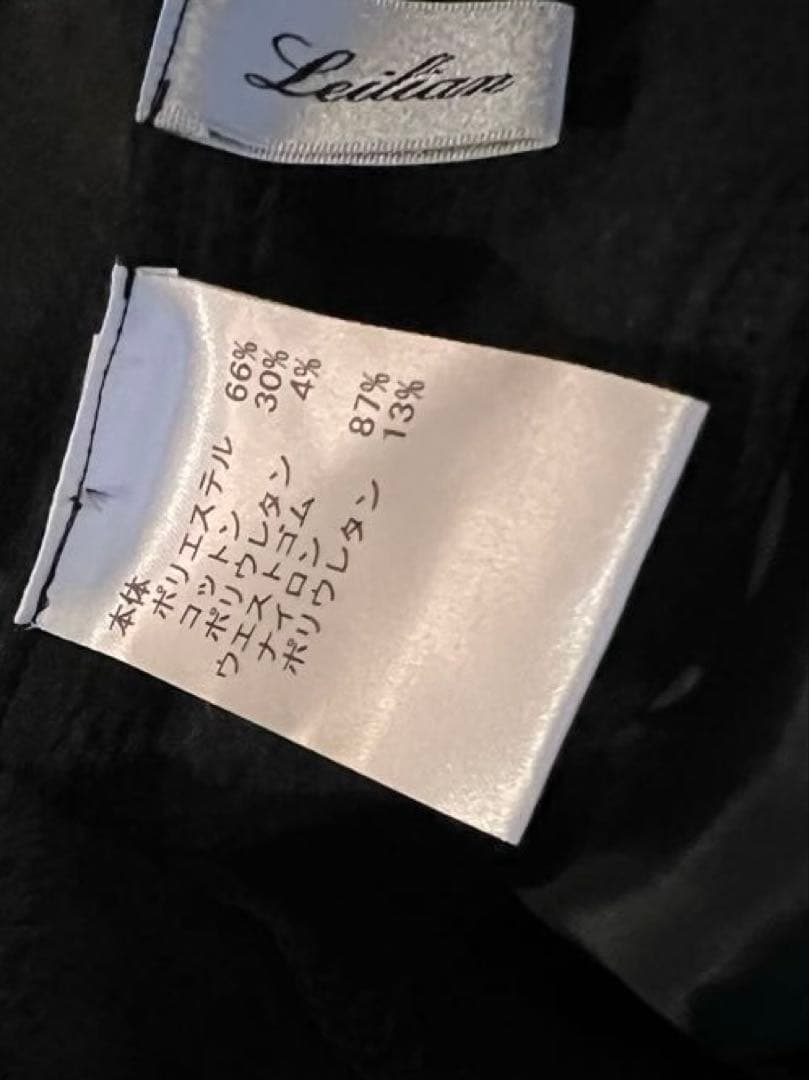 Leilian
本体
ポリエステル 66%
コットン 30%
ポリウレタン 4%
ウエストゴム
ナイロン 87%
ポリウレタン 13%